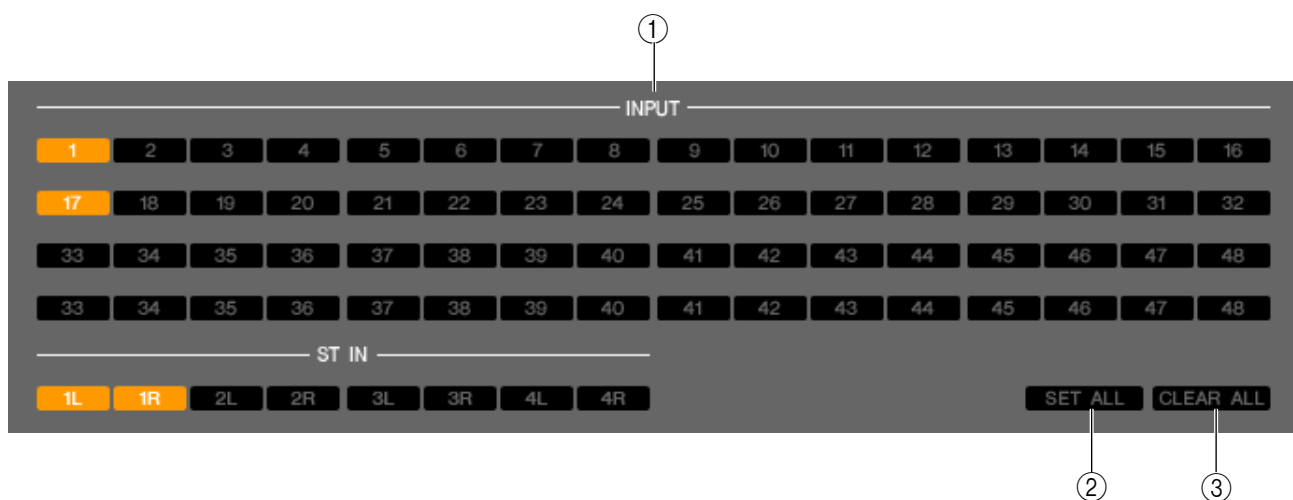 ①
INPUT
1 2 3 4 5 6 7 8 9 10 11 12 13 14 15 16
17 18 19 20 21 22 23 24 25 26 27 28 29 30 31 32
33 34 35 36 37 38 39 40 41 42 43 44 45 46 47 48
33 34 35 36 37 38 39 40 41 42 43 44 45 46 47 48
ST IN
1L 1R 2L 2R 3L 3R 4L 4R SET ALL CLEAR ALL
② ③